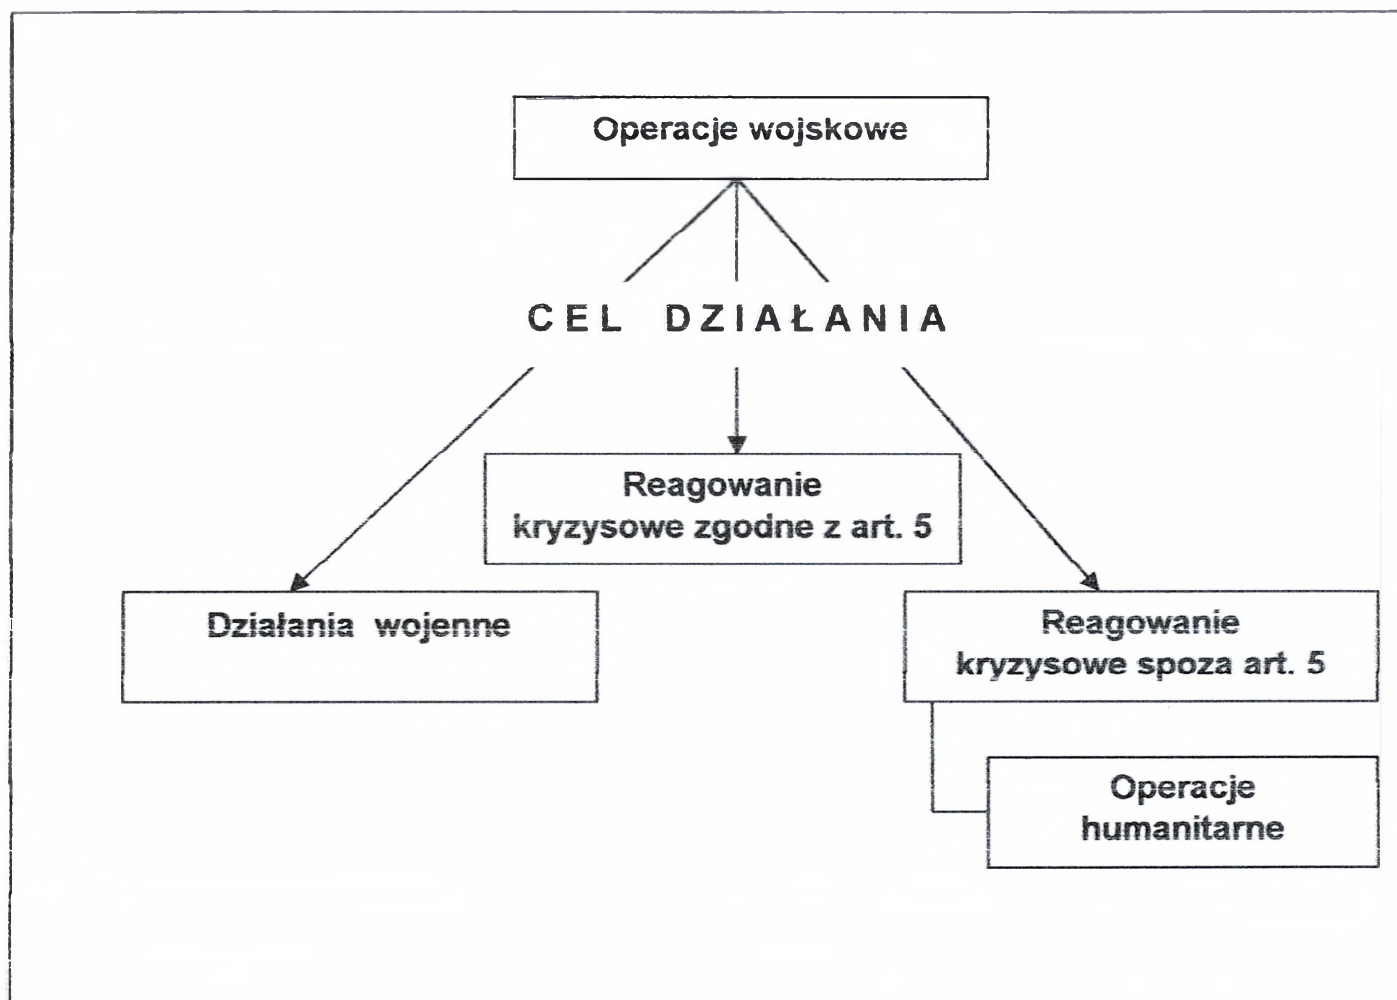 Operacje wojskowe
CEL DZIAŁANIA
Reagowanie
kryzysowe zgodne z art. 5
Działania wojenne
Reagowanie
kryzysowe spoza art. 5
Operacje
humanitarne